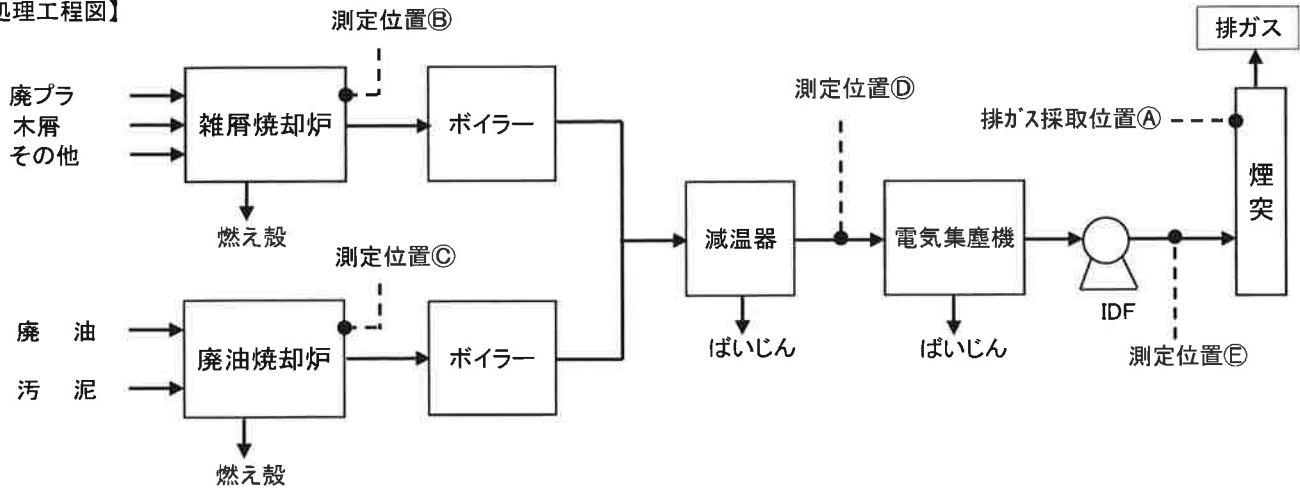 処理工程図】
測定位置Ⓑ
排ガス
廃プラ
木屑
その他
雑屑焼却炉
ボイラー
測定位置Ⓓ
排ガス採取位置Ⓐ
燃え殻
減温器
電気集塵機
煙突
測定位置Ⓒ
IDF
廃 油
汚 泥
廃油焼却炉
ボイラー
ばいじん
ばいじん
測定位置Ⓔ
燃え殻